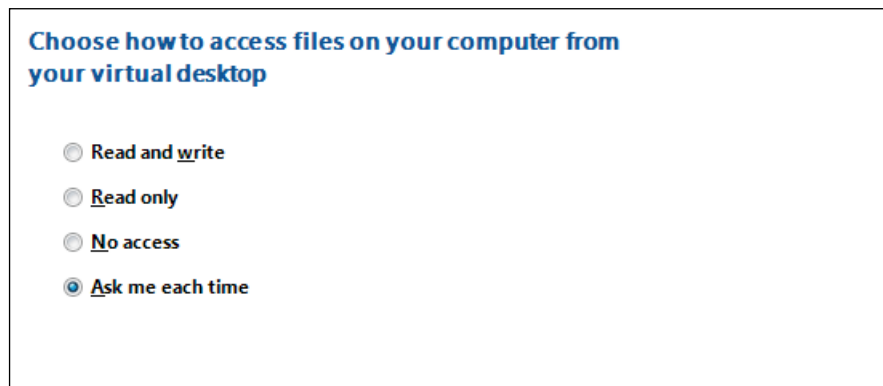 Choose how to access files on your computer from
your virtual desktop
Read and write
Read only
No access
Ask me each time